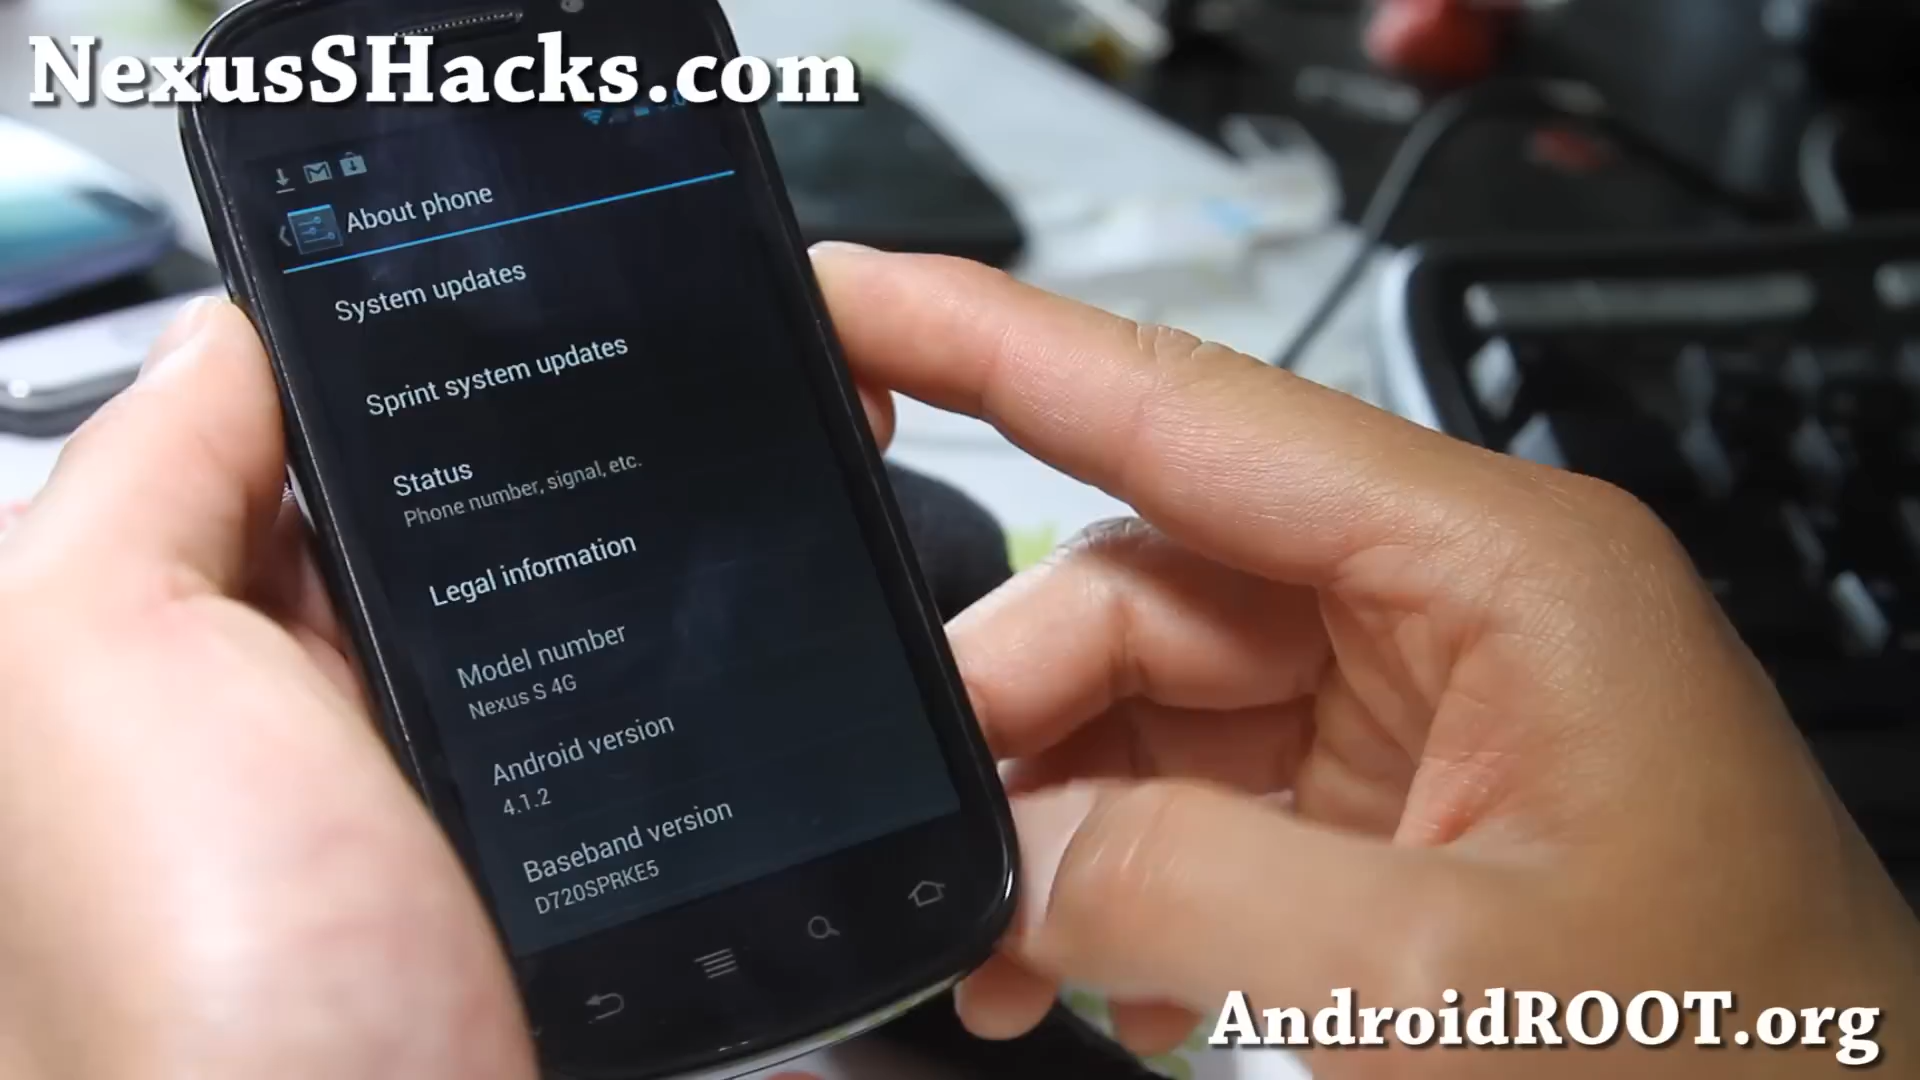 NexusSHacks.com
About phone
System updates
Sprint system updates
Status
Phone number, signal, etc.
Legal information
Model number
Nexus S 4G
Android version
4.1.2
Baseband version
D720SPRKE5
AndroidROOT.org